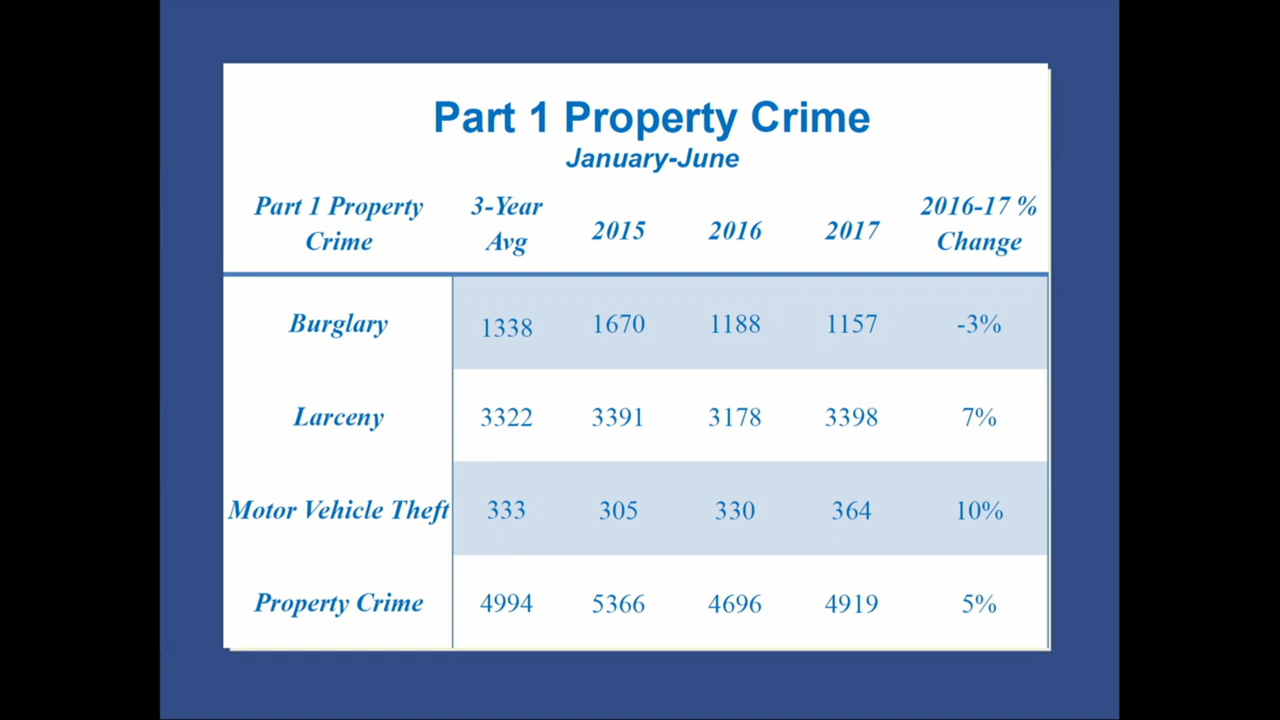 Part 1 Property Crime
January-June
Part 1 Property Crime 3-Year Avg 2015 2016 2017 2016-17 % Change
Burglary 1338 1670 1188 1157 -3%
Larceny 3322 3391 3178 3398 7%
Motor Vehicle Theft 333 305 330 364 10%
Property Crime 4994 5366 4696 4919 5%